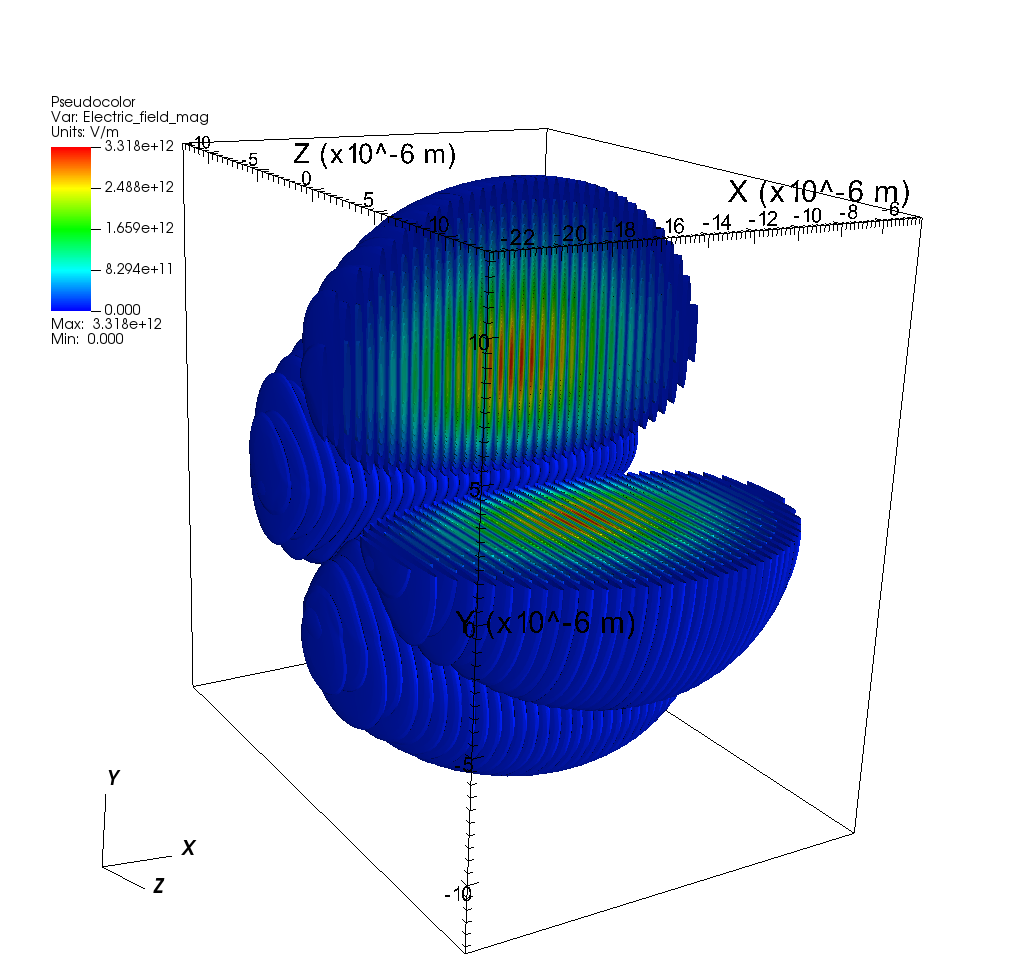 Pseudocolor
Var: Electric_field_mag
Units: V/m
3.318e+12
2.488e+12
1.659e+12
8.294e+11
0.000
Max: 3.318e+12
Min: 0.000
Z (x10^-6 m)
-10
-5
0
5
10
X (x10^-6 m)
-22
-20
-18
-16
-14
-12
-10
-8
-6
10
5
Y (x10^-6 m)
0
-5
-10
Y
X
Z